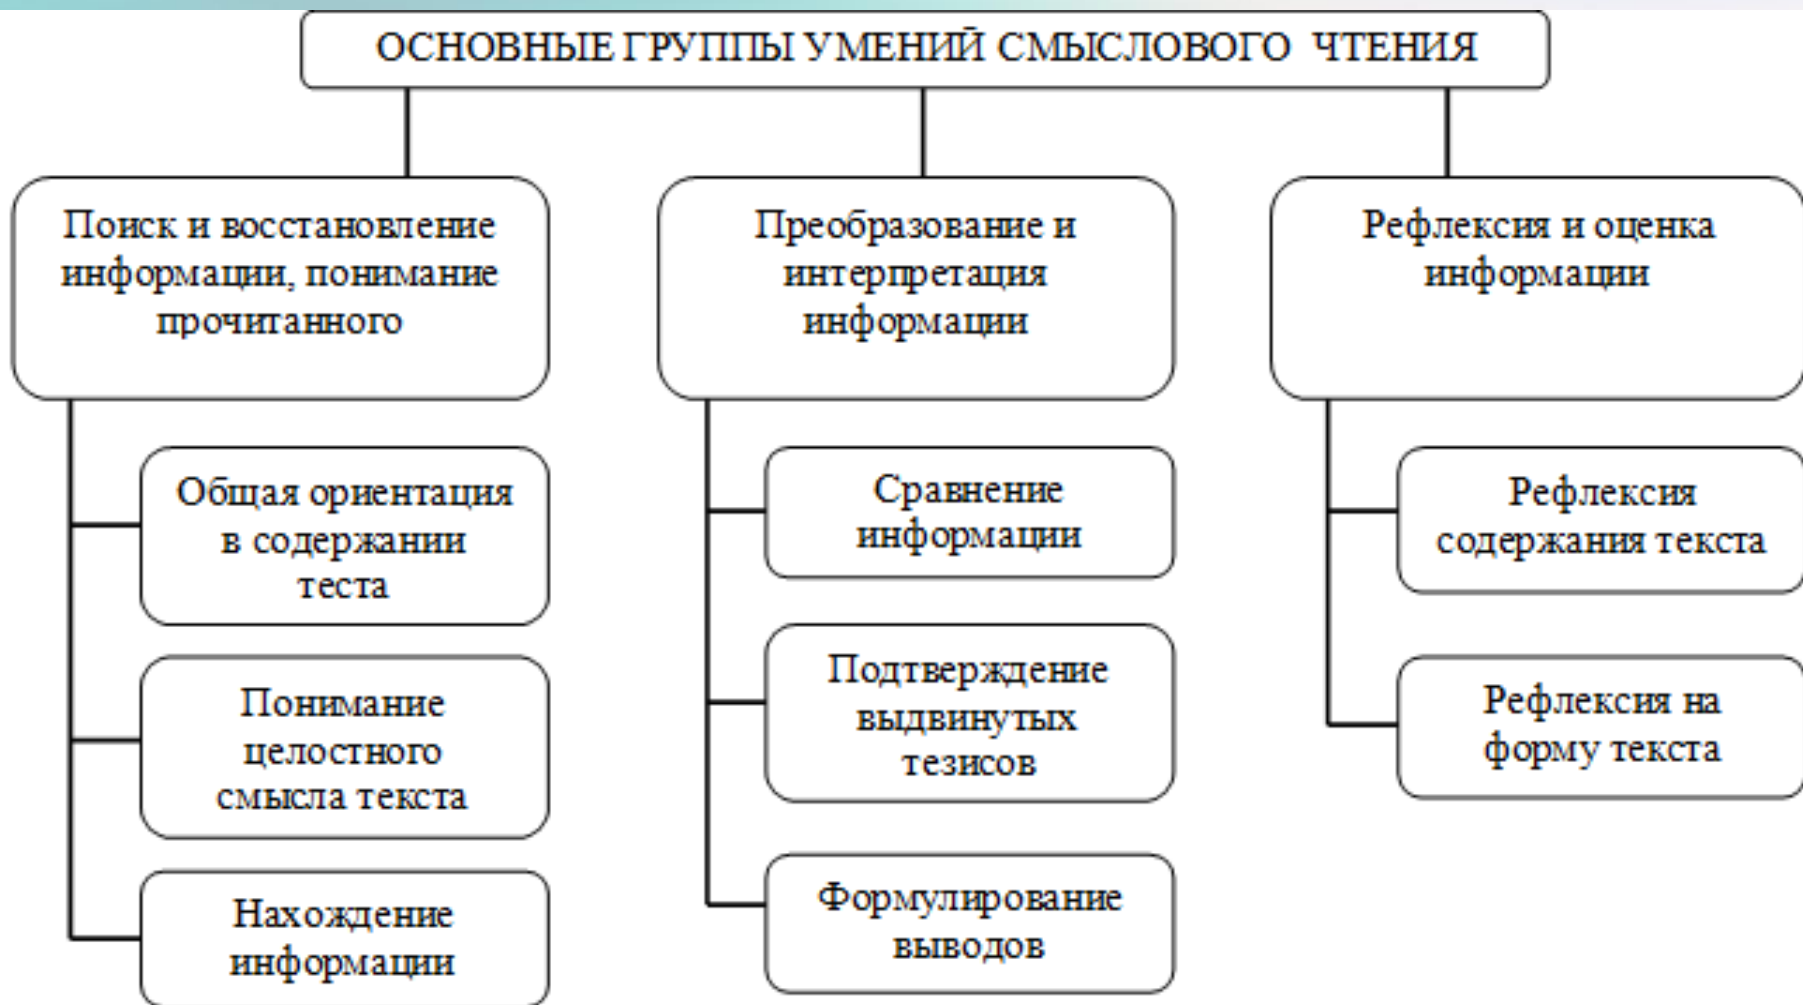 ОСНОВНЫЕ ГРУППЫ УМЕНИЙ СМЫСЛОВОГО ЧТЕНИЯ
Поиск и восстановление
информации, понимание
прочитанного
Общая ориентация
в содержании
теста
Понимание
целостного
смысла текста
Нахождение
информации
Преобразование и
интерпретация
информации
Сравнение
информации
Подтверждение
выдвинутых
тезисов
Формулирование
выводов
Рефлексия и оценка
информации
Рефлексия
содержания текста
Рефлексия на
форму текста